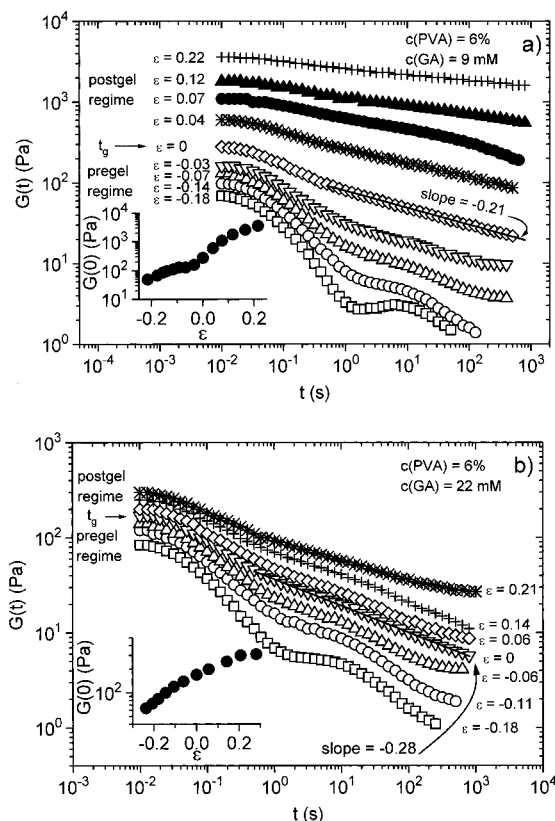 c(PVA) = 6%
a)
c(GA) = 9 mM
ε = 0.22
postgel
regime
ε = 0.12
ε = 0.07
ε = 0.04
t_g
ε = 0
pregel
regime
ε = -0.03
ε = -0.07
ε = -0.14
ε = -0.18
slope = -0.21
G(t) (Pa)
10^4
10^3
10^2
10^1
10^0
G(0) (Pa)
10^4
10^3
10^2
10^1
-0.2 0.0 0.2
ε
10^-4 10^-3 10^-2 10^-1 10^0 10^1 10^2 10^3
t (s)
c(PVA) = 6%
b)
c(GA) = 22 mM
postgel
regime
t_g
pregel
regime
ε = 0.21
ε = 0.14
ε = 0.06
ε = 0
ε = -0.06
ε = -0.11
ε = -0.18
slope = -0.28
G(t) (Pa)
10^3
10^2
10^1
10^0
G(0) (Pa)
10^2
-0.2 0.0 0.2
ε
10^-3 10^-2 10^-1 10^0 10^1 10^2 10^3 10^4
t (s)